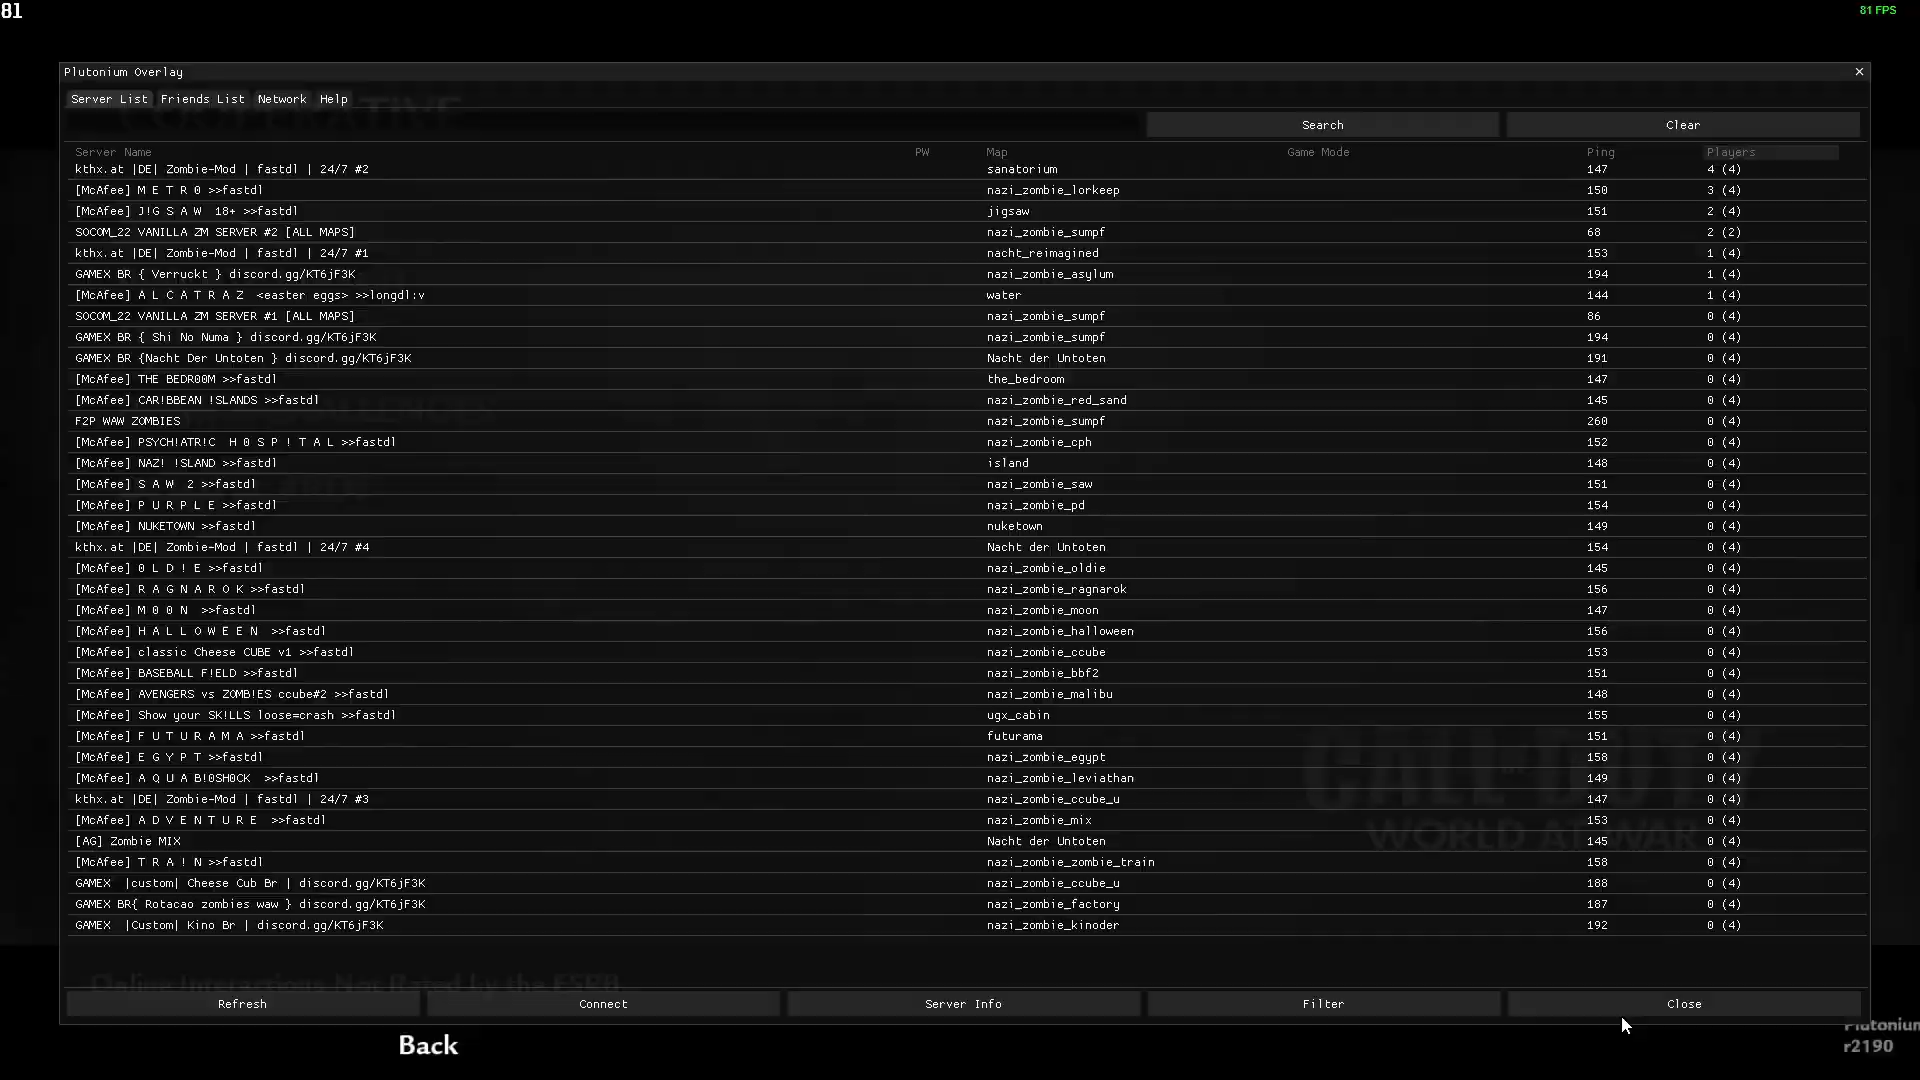 81
81 FPS
Plutonium Overlay
Server List Friends List Network Help
COOPERATIVE
Search Clear
Server Name PW Map Game Mode Ping Players
kthx.at |DE| Zombie-Mod | fastdl | 24/7 #2 sanatorium 147 4 (4)
[McAfee] M E T R 0 >>fastdl nazi_zombie_lorkeep 150 3 (4)
[McAfee] J!G S A W 18+ >>fastdl jigsaw 151 2 (4)
SOCOM_22 VANILLA ZM SERVER #2 [ALL MAPS] nazi_zombie_sumpf 68 2 (2)
kthx.at |DE| Zombie-Mod | fastdl | 24/7 #1 nacht_reimagined 153 1 (4)
GAMEX BR { Verruckt } discord.gg/KT6jF3K nazi_zombie_asylum 194 1 (4)
[McAfee] A L C A T R A Z <easter eggs> >>longdl:v water 144 1 (4)
SOCOM_22 VANILLA ZM SERVER #1 [ALL MAPS] nazi_zombie_sumpf 86 0 (4)
GAMEX BR { Shi No Numa } discord.gg/KT6jF3K nazi_zombie_sumpf 194 0 (4)
GAMEX BR {Nacht Der Untoten } discord.gg/KT6jF3K Nacht der Untoten 191 0 (4)
[McAfee] THE BEDR00M >>fastdl the_bedroom 147 0 (4)
[McAfee] CAR!BBEAN !SLANDS >>fastdl nazi_zombie_red_sand 145 0 (4)
F2P WAW ZOMBIES nazi_zombie_sumpf 260 0 (4)
[McAfee] PSYCH!ATR!C H 0 S P ! T A L >>fastdl nazi_zombie_cph 152 0 (4)
[McAfee] NAZ! !SLAND >>fastdl island 148 0 (4)
[McAfee] S A W 2 >>fastdl nazi_zombie_saw 151 0 (4)
[McAfee] P U R P L E >>fastdl nazi_zombie_pd 154 0 (4)
[McAfee] NUKETOWN >>fastdl nuketown 149 0 (4)
kthx.at |DE| Zombie-Mod | fastdl | 24/7 #4 Nacht der Untoten 154 0 (4)
[McAfee] 0 L D ! E >>fastdl nazi_zombie_oldie 145 0 (4)
[McAfee] R A G N A R O K >>fastdl nazi_zombie_ragnarok 156 0 (4)
[McAfee] M 0 0 N >>fastdl nazi_zombie_moon 147 0 (4)
[McAfee] H A L L O W E E N >>fastdl nazi_zombie_halloween 156 0 (4)
[McAfee] classic Cheese CUBE v1 >>fastdl nazi_zombie_ccube 153 0 (4)
[McAfee] BASEBALL F!ELD >>fastdl nazi_zombie_bbf2 151 0 (4)
[McAfee] AVENGERS vs ZOMB!ES ccube#2 >>fastdl nazi_zombie_malibu 148 0 (4)
[McAfee] Show your SK!LLS loose=crash >>fastdl ugx_cabin 155 0 (4)
[McAfee] F U T U R A M A >>fastdl futurama 151 0 (4)
[McAfee] E G Y P T >>fastdl nazi_zombie_egypt 158 0 (4)
[McAfee] A Q U A B!0SH0CK >>fastdl nazi_zombie_leviathan 149 0 (4)
kthx.at |DE| Zombie-Mod | fastdl | 24/7 #3 nazi_zombie_ccube_u 147 0 (4)
[McAfee] A D V E N T U R E >>fastdl nazi_zombie_mix 153 0 (4)
[AG] Zombie MIX Nacht der Untoten 145 0 (4)
[McAfee] T R A ! N >>fastdl nazi_zombie_zombie_train 158 0 (4)
GAMEX |custom| Cheese Cub Br | discord.gg/KT6jF3K nazi_zombie_ccube_u 188 0 (4)
GAMEX BR{ Rotacao zombies waw } discord.gg/KT6jF3K nazi_zombie_factory 187 0 (4)
GAMEX |Custom| Kino Br | discord.gg/KT6jF3K nazi_zombie_kinoder 192 0 (4)
CALL OF DUTY
WORLD AT WAR
Online Interactions Not Rated by the ESRB
Refresh Connect Server Info Filter Close
Back
Plutonium
r2190